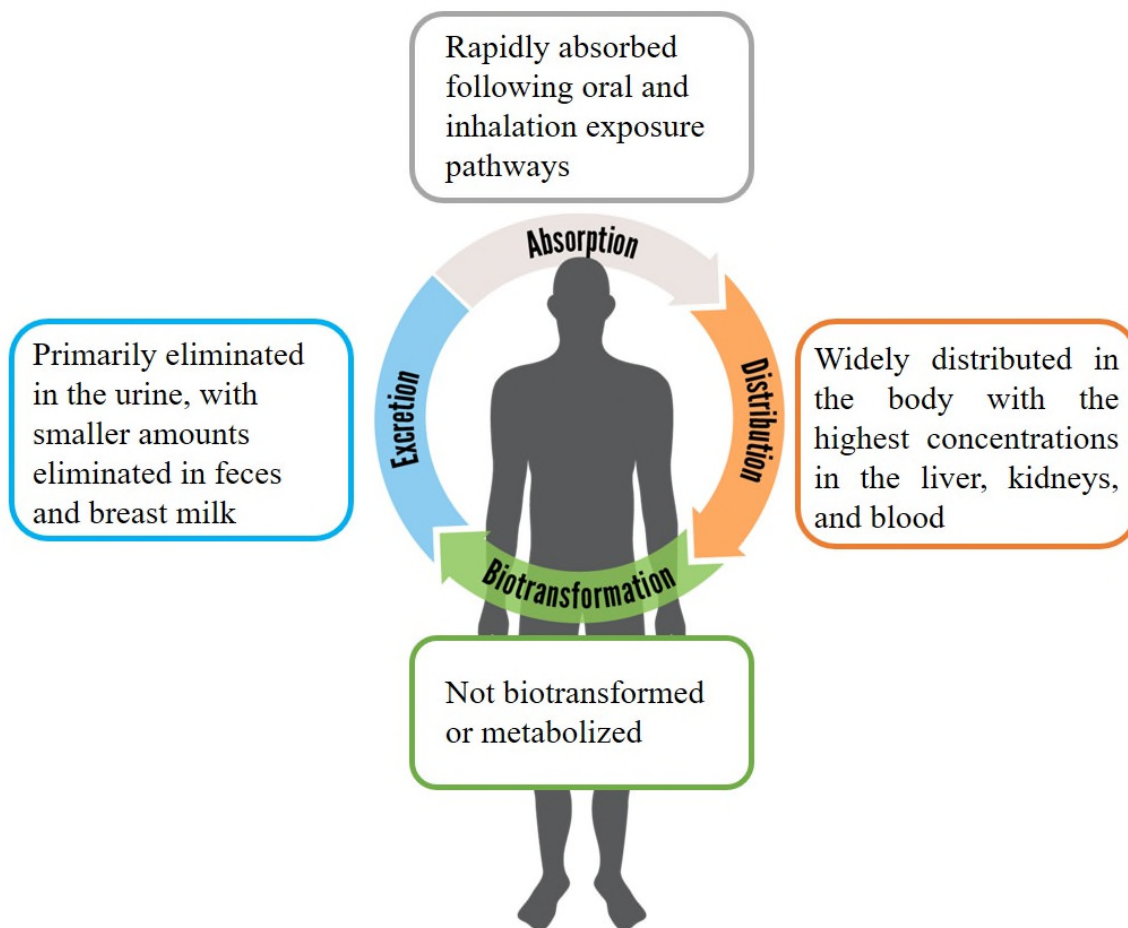 Rapidly absorbed
following oral and
inhalation exposure
pathways
Absorption
Distribution
Widely distributed in
the body with the
highest concentrations
in the liver, kidneys,
and blood
Biotransformation
Not biotransformed
or metabolized
Excretion
Primarily eliminated
in the urine, with
smaller amounts
eliminated in feces
and breast milk